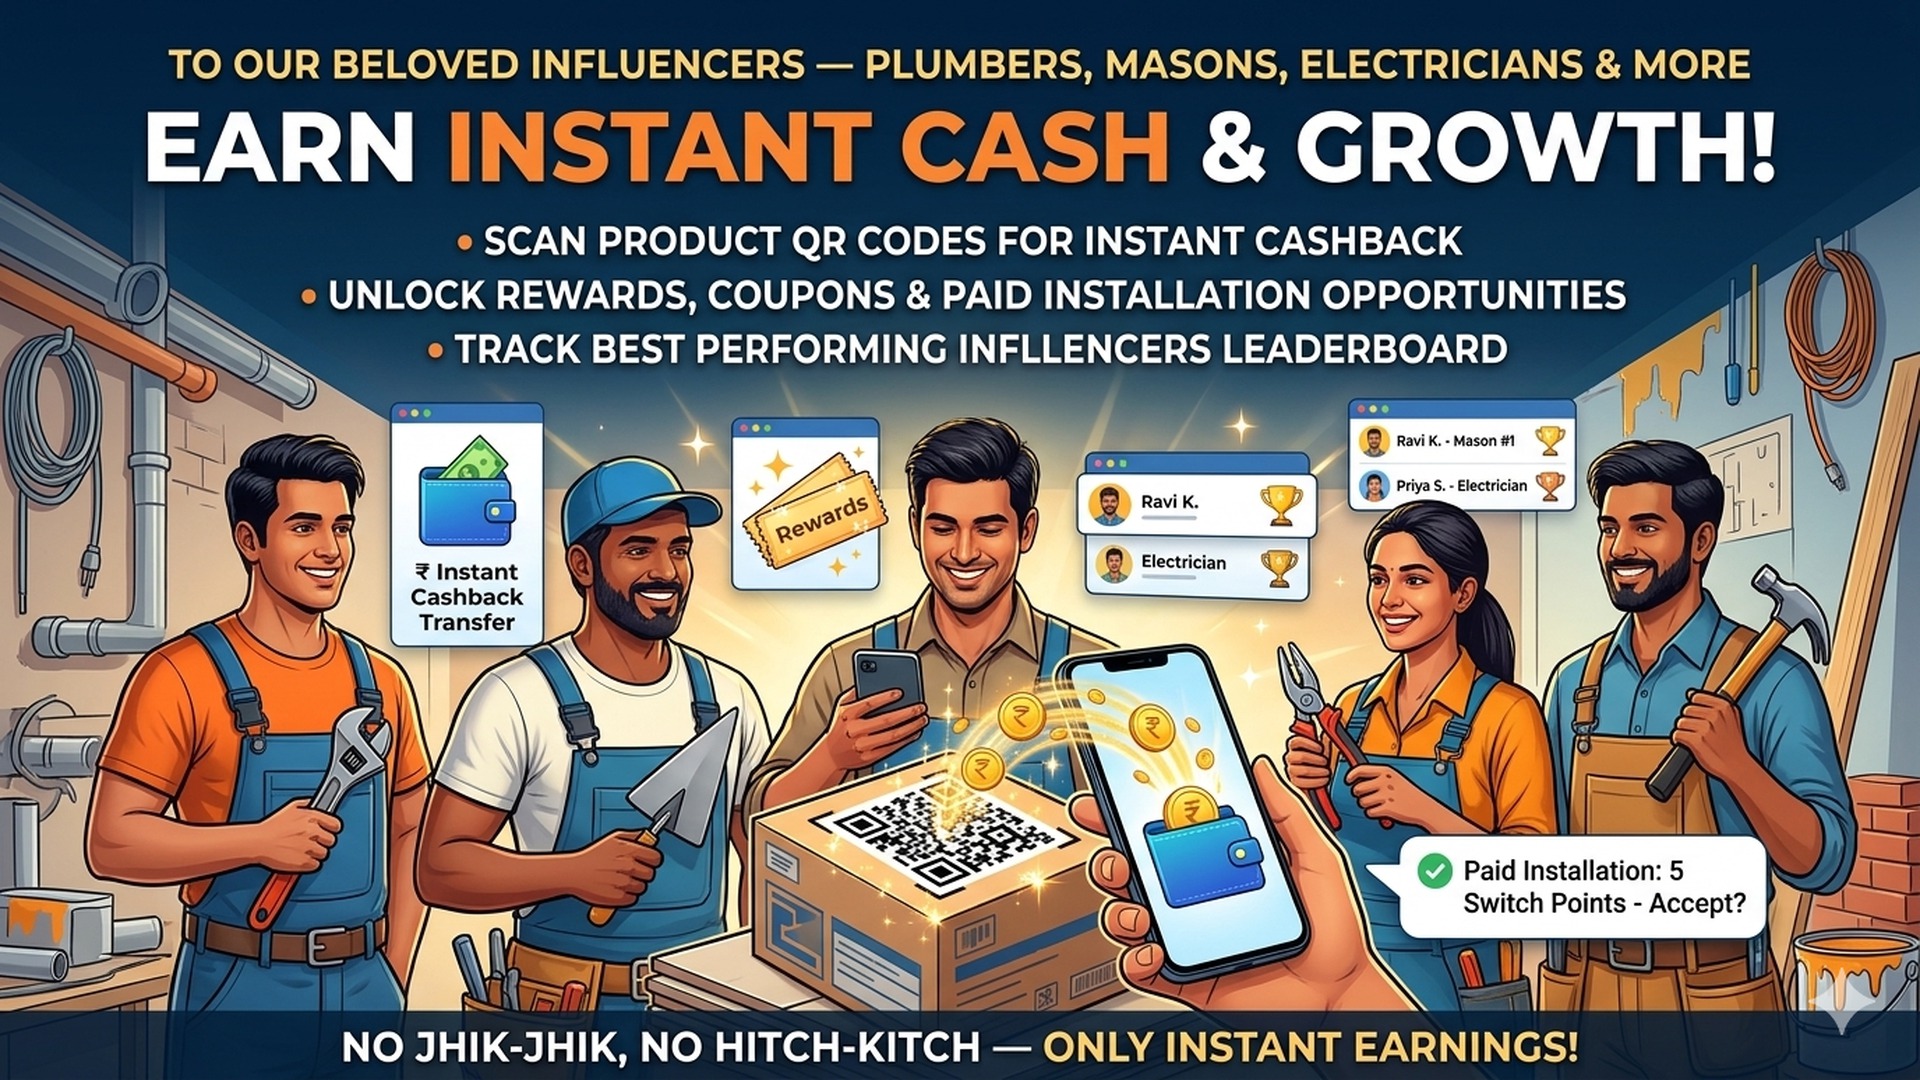 TO OUR BELOVED INFLUENCERS — PLUMBERS, MASONS, ELECTRICIANS & MORE
EARN INSTANT CASH & GROWTH!
• SCAN PRODUCT QR CODES FOR INSTANT CASHBACK
• UNLOCK REWARDS, COUPONS & PAID INSTALLATION OPPORTUNITIES
• TRACK BEST PERFORMING INFLLENCERS LEADERBOARD
₹ Instant
Cashback
Transfer
Rewards
Ravi K.
Electrician
Ravi K. - Mason #1
Priya S. - Electrician
₹
₹
₹
₹
Paid Installation: 5
Switch Points - Accept?
NO JHIK-JHIK, NO HITCH-KITCH — ONLY INSTANT EARNINGS!